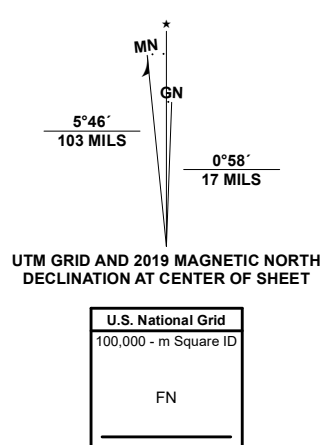 MN
GN
5°46´
103 MILS
0°58´
17 MILS
UTM GRID AND 2019 MAGNETIC NORTH
DECLINATION AT CENTER OF SHEET
U.S. National Grid
100,000 - m Square ID
FN